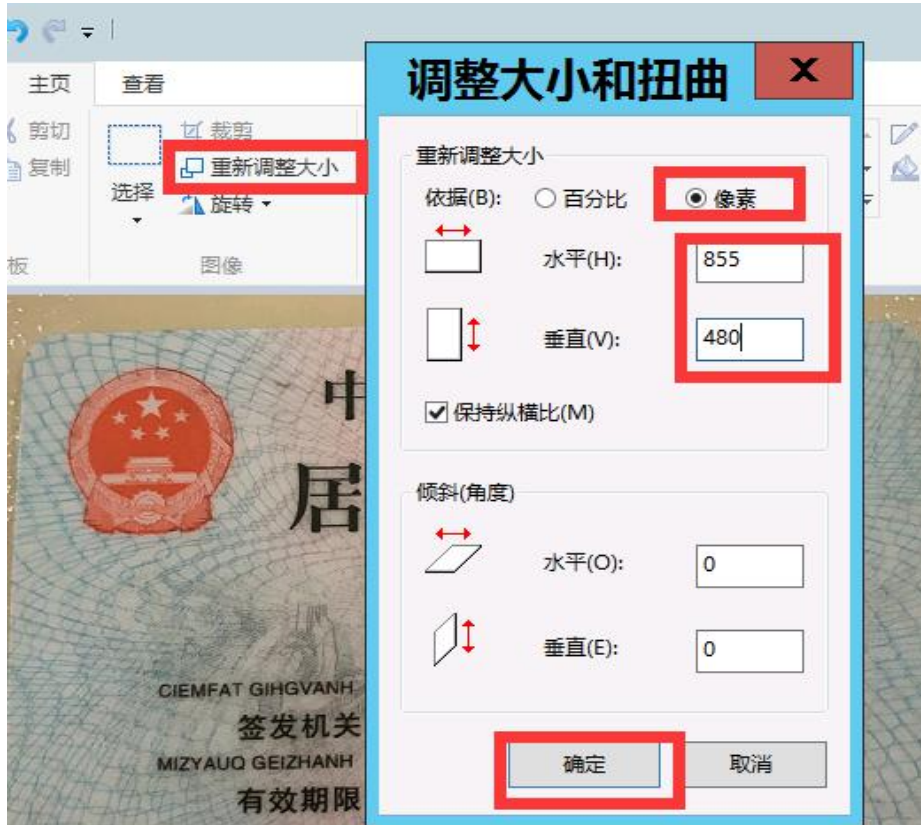 主页 查看
剪切
复制
选择
裁剪
重新调整大小
旋转
板
图像
中
居
CIEMFAT GIHGVANH
签发机关
MIZYAUQ GEIZHANH
有效期限
调整大小和扭曲
重新调整大小
依据(B): 百分比 像素
水平(H): 855
垂直(V): 480
保持纵横比(M)
倾斜(角度)
水平(O): 0
垂直(E): 0
确定 取消